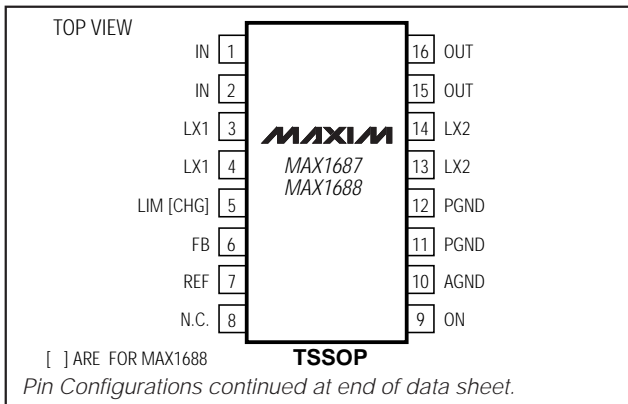 TOP VIEW
IN 1
IN 2
LX1 3
LX1 4
LIM [CHG] 5
FB 6
REF 7
N.C. 8
MAXIM
MAX1687
MAX1688
16 OUT
15 OUT
14 LX2
13 LX2
12 PGND
11 PGND
10 AGND
9 ON
[ ] ARE FOR MAX1688
TSSOP
Pin Configurations continued at end of data sheet.